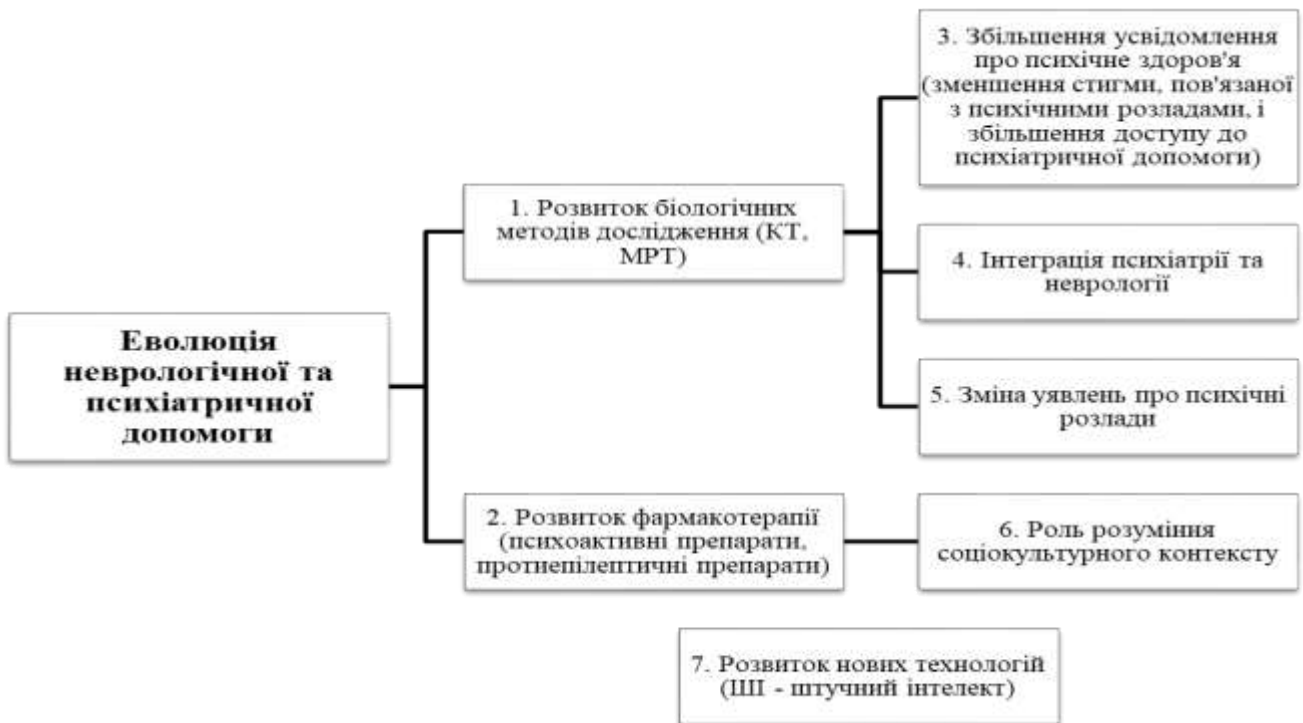 Еволюція
неврологічної та
психіатричної
допомоги
1. Розвиток біологічних
методів дослідження (КТ,
МРТ)
2. Розвиток фармакотерапії
(психоактивні препарати,
протиепілептичні препарати)
3. Збільшення усвідомлення
про психічне здоров'я
(зменшення стигми, пов'язаної
з психічними розладами, і
збільшення доступу до
психіатричної допомоги)
4. Інтеграція психіатрії та
неврології
5. Зміна уявлень про психічні
розлади
6. Роль розуміння
соціокультурного контексту
7. Розвиток нових технологій
(ШІ - штучний інтелект)